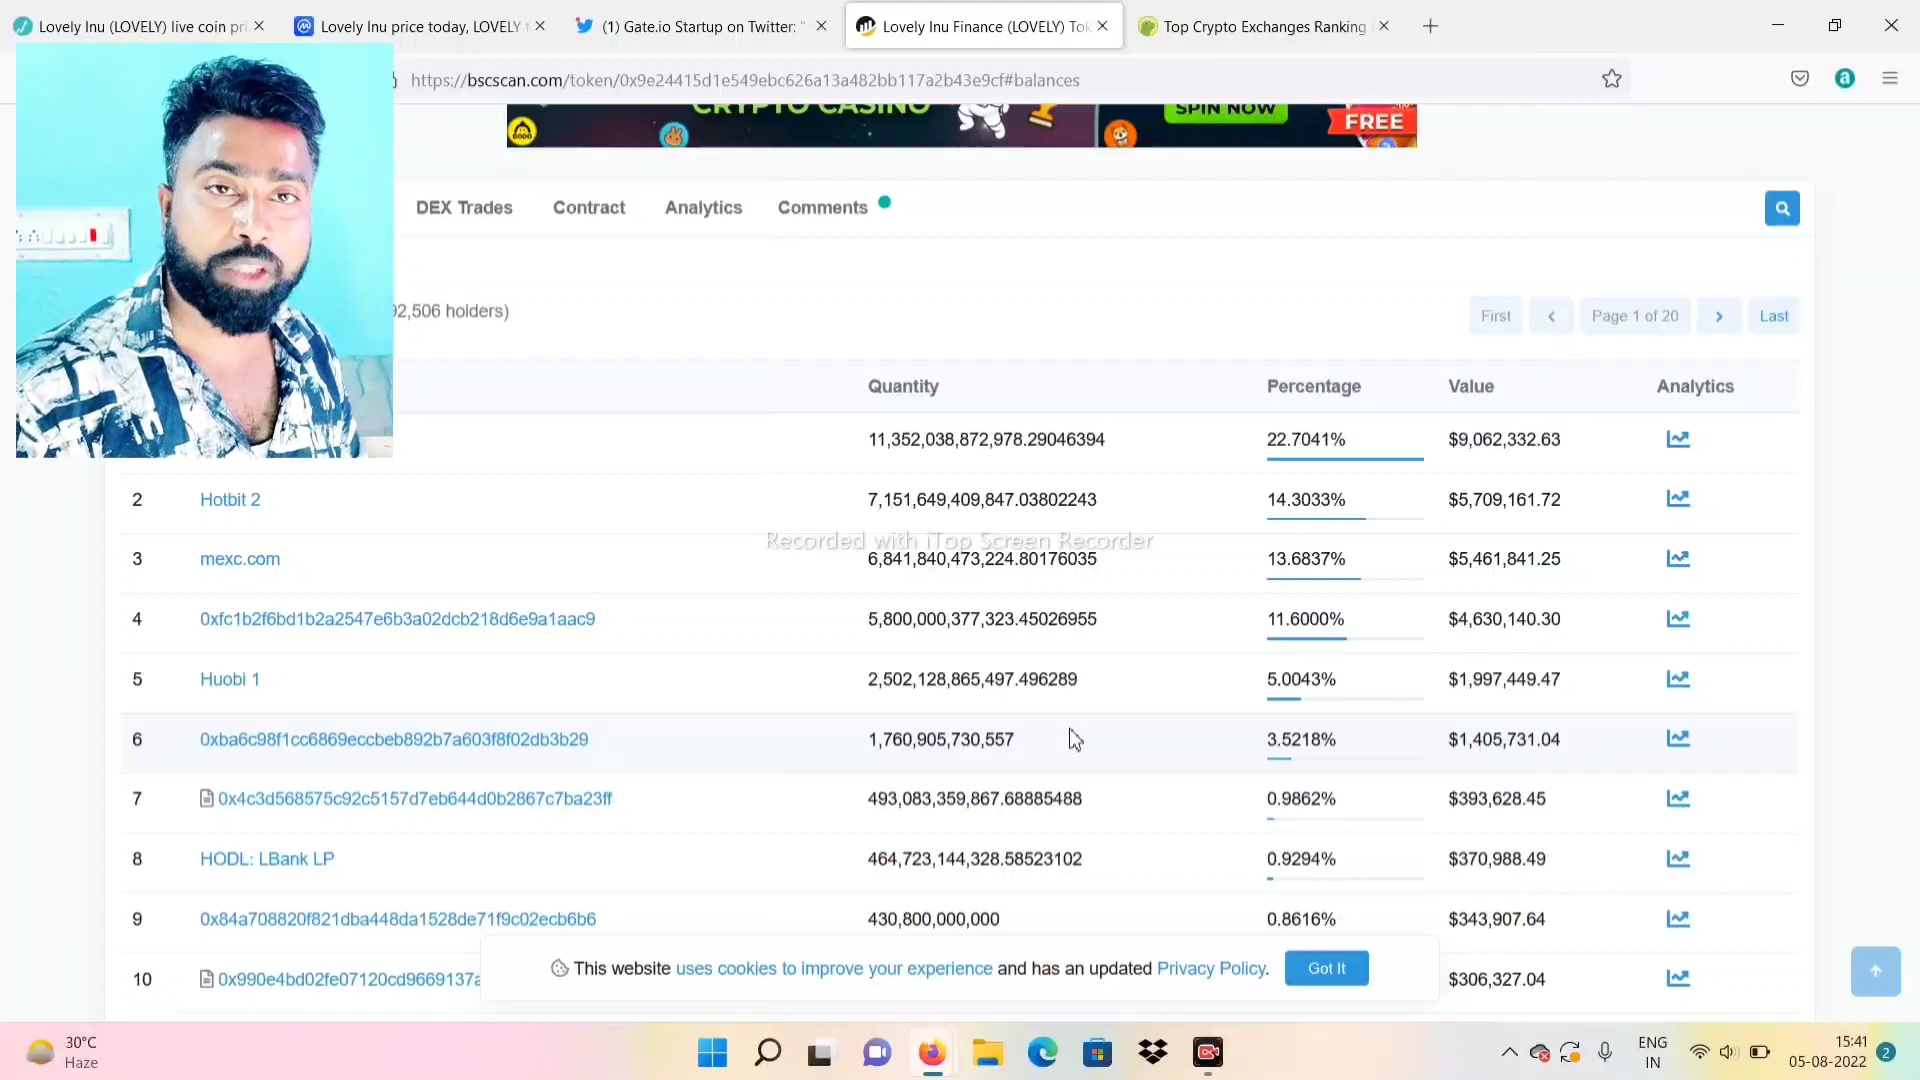 Lovely Inu (LOVELY) live coin pri
Lovely Inu price today, LOVELY t
(1) Gate.io Startup on Twitter: "
Lovely Inu Finance (LOVELY) Tok
Top Crypto Exchanges Ranking
https://bscscan.com/token/0x9e24415d1e549ebc626a13a482bb117a2b43e9cf#balances
CRYPTO CASINO
SPIN NOW
FREE
DODO
DEX Trades
Contract
Analytics
Comments
92,506 holders)
First
Page 1 of 20
Last
Quantity Percentage Value Analytics
11,352,038,872,978.29046394 22.7041% $9,062,332.63
2 Hotbit 2 7,151,649,409,847.03802243 14.3033% $5,709,161.72
Recorded with iTop Screen Recorder
3 mexc.com 6,841,840,473,224.80176035 13.6837% $5,461,841.25
4 0xfc1b2f6bd1b2a2547e6b3a02dcb218d6e9a1aac9 5,800,000,377,323.45026955 11.6000% $4,630,140.30
5 Huobi 1 2,502,128,865,497.496289 5.0043% $1,997,449.47
6 0xba6c98f1cc6869eccbeb892b7a603f8f02db3b29 1,760,905,730,557 3.5218% $1,405,731.04
7 0x4c3d568575c92c5157d7eb644d0b2867c7ba23ff 493,083,359,867.68885488 0.9862% $393,628.45
8 HODL: LBank LP 464,723,144,328.58523102 0.9294% $370,988.49
9 0x84a708820f821dba448da1528de71f9c02ecb6b6 430,800,000,000 0.8616% $343,907.64
10 0x990e4bd02fe07120cd9669137a $306,327.04
This website uses cookies to improve your experience and has an updated Privacy Policy.
Got It
30°C
Haze
ENG
IN
15:41
05-08-2022
2